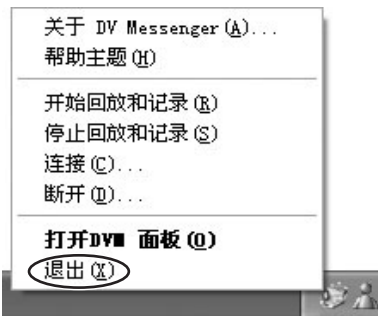 关于 DV Messenger(A)...
帮助主题(H)
开始回放和记录(R)
停止回放和记录(S)
连接(C)...
断开(D)...
打开DVM 面板(O)
退出(X)